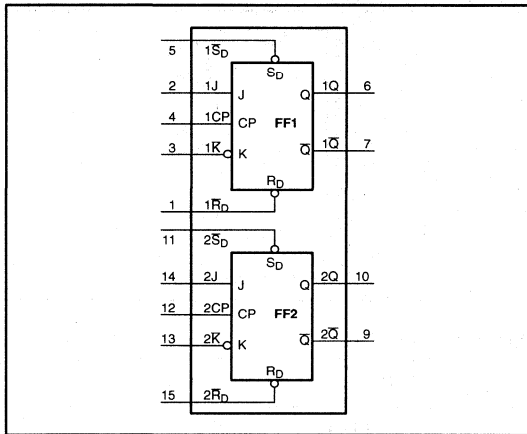 5 1S̅D
SD
2 1J J Q 1Q 6
4 1CP CP FF1
3 1K̅ K Q̅ 1Q̅ 7
RD
1 1R̅D
11 2S̅D
SD
14 2J J Q 2Q 10
12 2CP CP FF2
13 2K̅ K Q̅ 2Q̅ 9
RD
15 2R̅D